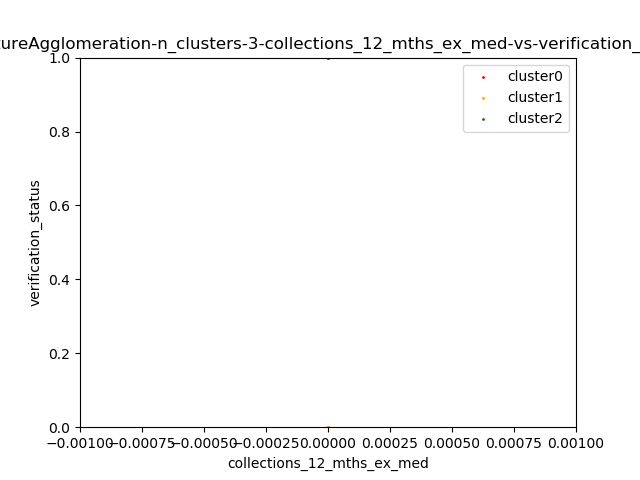 tureAgglomeration-n_clusters-3-collections_12_mths_ex_med-vs-verification_
cluster0
cluster1
cluster2
1.0
0.8
0.6
0.4
0.2
0.0
verification_status
−0.00100 −0.00075 −0.00050 −0.00025 0.00000 0.00025 0.00050 0.00075 0.00100
collections_12_mths_ex_med